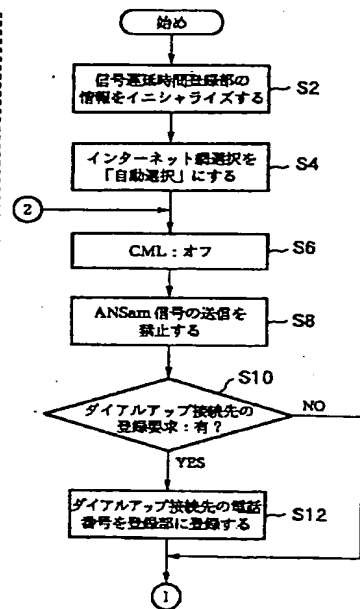 始め
信号遅延時間登録部の
情報をイニシャライズする
S2
インターネット網選択を
「自動選択」にする
S4
2
CML:オフ
S6
ANSam 信号の送信を
禁止する
S8
S10
ダイアルアップ接続先の
登録要求:有?
NO
YES
ダイアルアップ接続先の電話
番号を登録部に登録する
S12
1